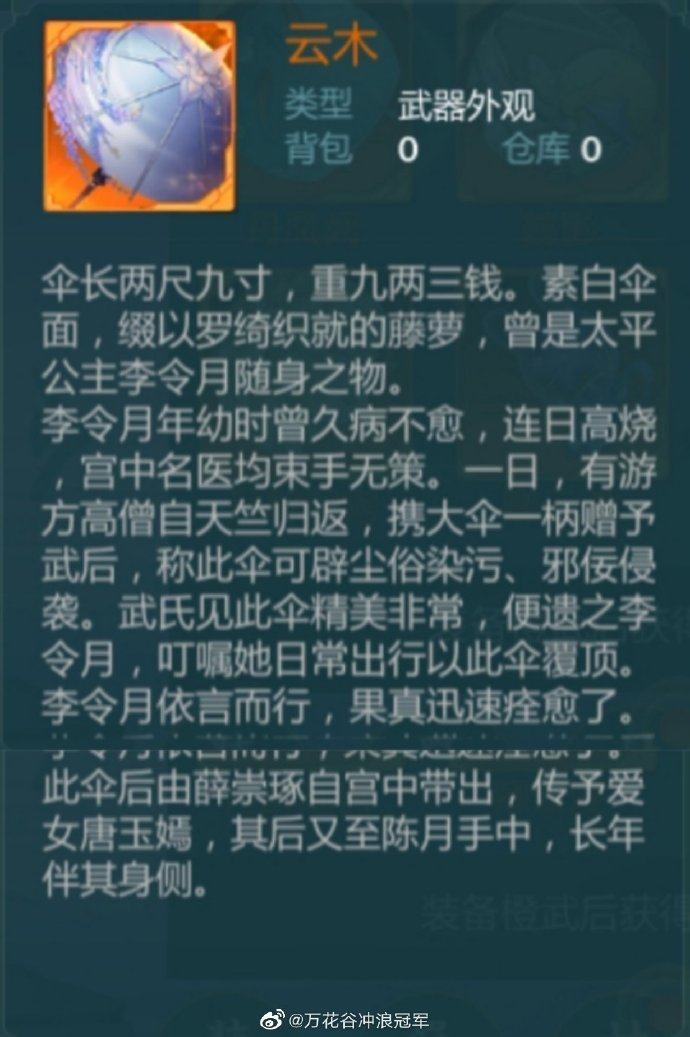 云木
类型 武器外观
背包 0 仓库 0
伞长两尺九寸，重九两三钱。素白伞
面，缀以罗绮织就的藤萝，曾是太平
公主李令月随身之物。
李令月年幼时曾久病不愈，连日高烧
，宫中名医均束手无策。一日，有游
方高僧自天竺归返，携大伞一柄赠予
武后，称此伞可辟尘俗染污、邪佞侵
袭。武氏见此伞精美非常，便遗之李
令月，叮嘱她日常出行以此伞覆顶。
李令月依言而行，果真迅速痊愈了。
此伞后由薛崇琢自宫中带出，传予爱
女唐玉嫣，其后又至陈月手中，长年
伴其身侧。
装备橙武后获得
@万花谷冲浪冠军